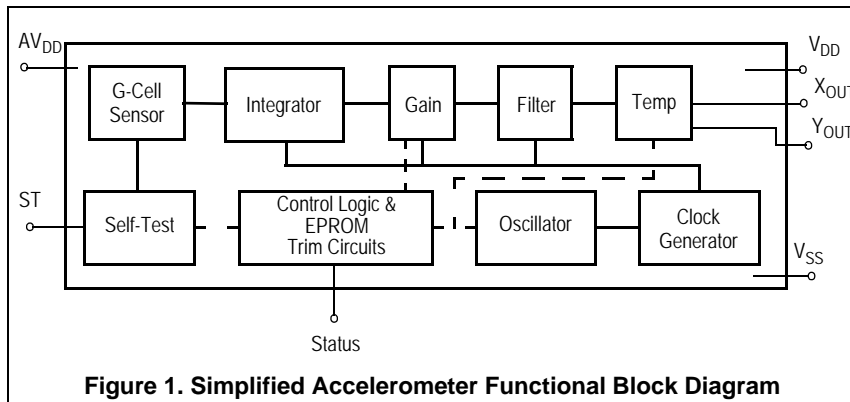 AVDD
VDD
G-Cell
Sensor
Integrator
Gain
Filter
Temp
XOUT
YOUT
ST
Self-Test
Control Logic &
EPROM
Trim Circuits
Oscillator
Clock
Generator
VSS
Status
Figure 1. Simplified Accelerometer Functional Block Diagram